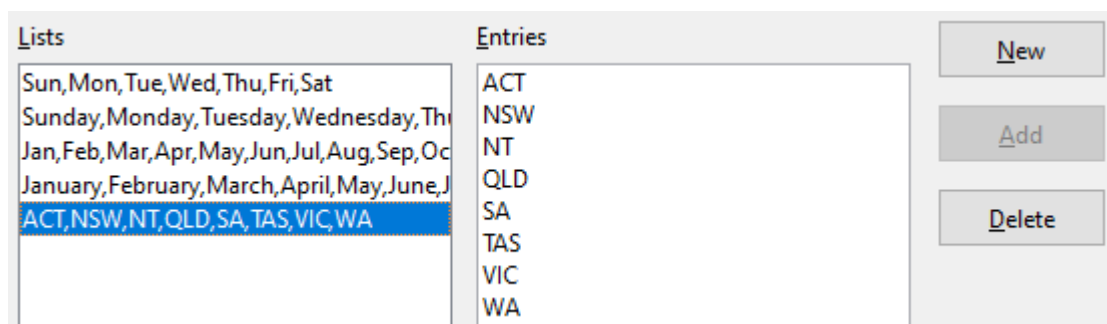 Lists
Sun,Mon,Tue,Wed,Thu,Fri,Sat
Sunday,Monday,Tuesday,Wednesday,Th
Jan,Feb,Mar,Apr,May,Jun,Jul,Aug,Sep,Oc
January,February,March,April,May,June,J
ACT,NSW,NT,QLD,SA,TAS,VIC,WA
Entries
ACT
NSW
NT
QLD
SA
TAS
VIC
WA
New
Add
Delete